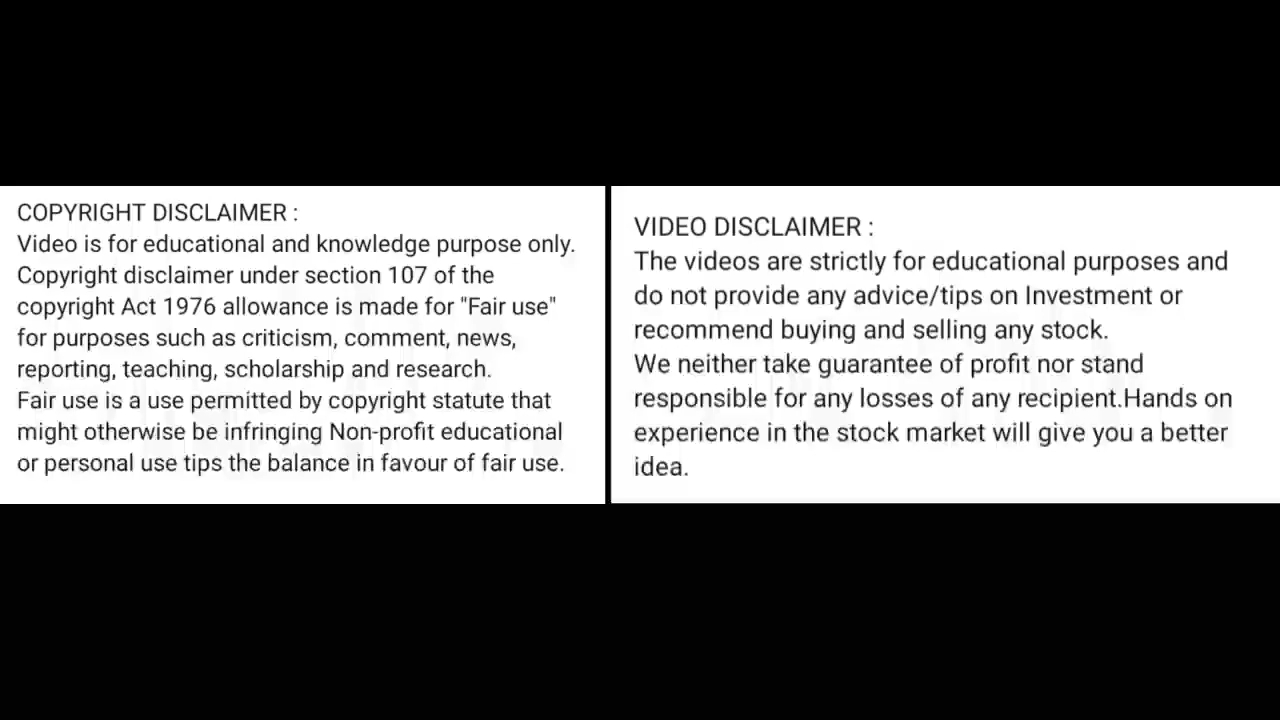 COPYRIGHT DISCLAIMER :
Video is for educational and knowledge purpose only.
Copyright disclaimer under section 107 of the
copyright Act 1976 allowance is made for "Fair use"
for purposes such as criticism, comment, news,
reporting, teaching, scholarship and research.
Fair use is a use permitted by copyright statute that
might otherwise be infringing Non-profit educational
or personal use tips the balance in favour of fair use.
VIDEO DISCLAIMER :
The videos are strictly for educational purposes and
do not provide any advice/tips on Investment or
recommend buying and selling any stock.
We neither take guarantee of profit nor stand
responsible for any losses of any recipient.Hands on
experience in the stock market will give you a better
idea.